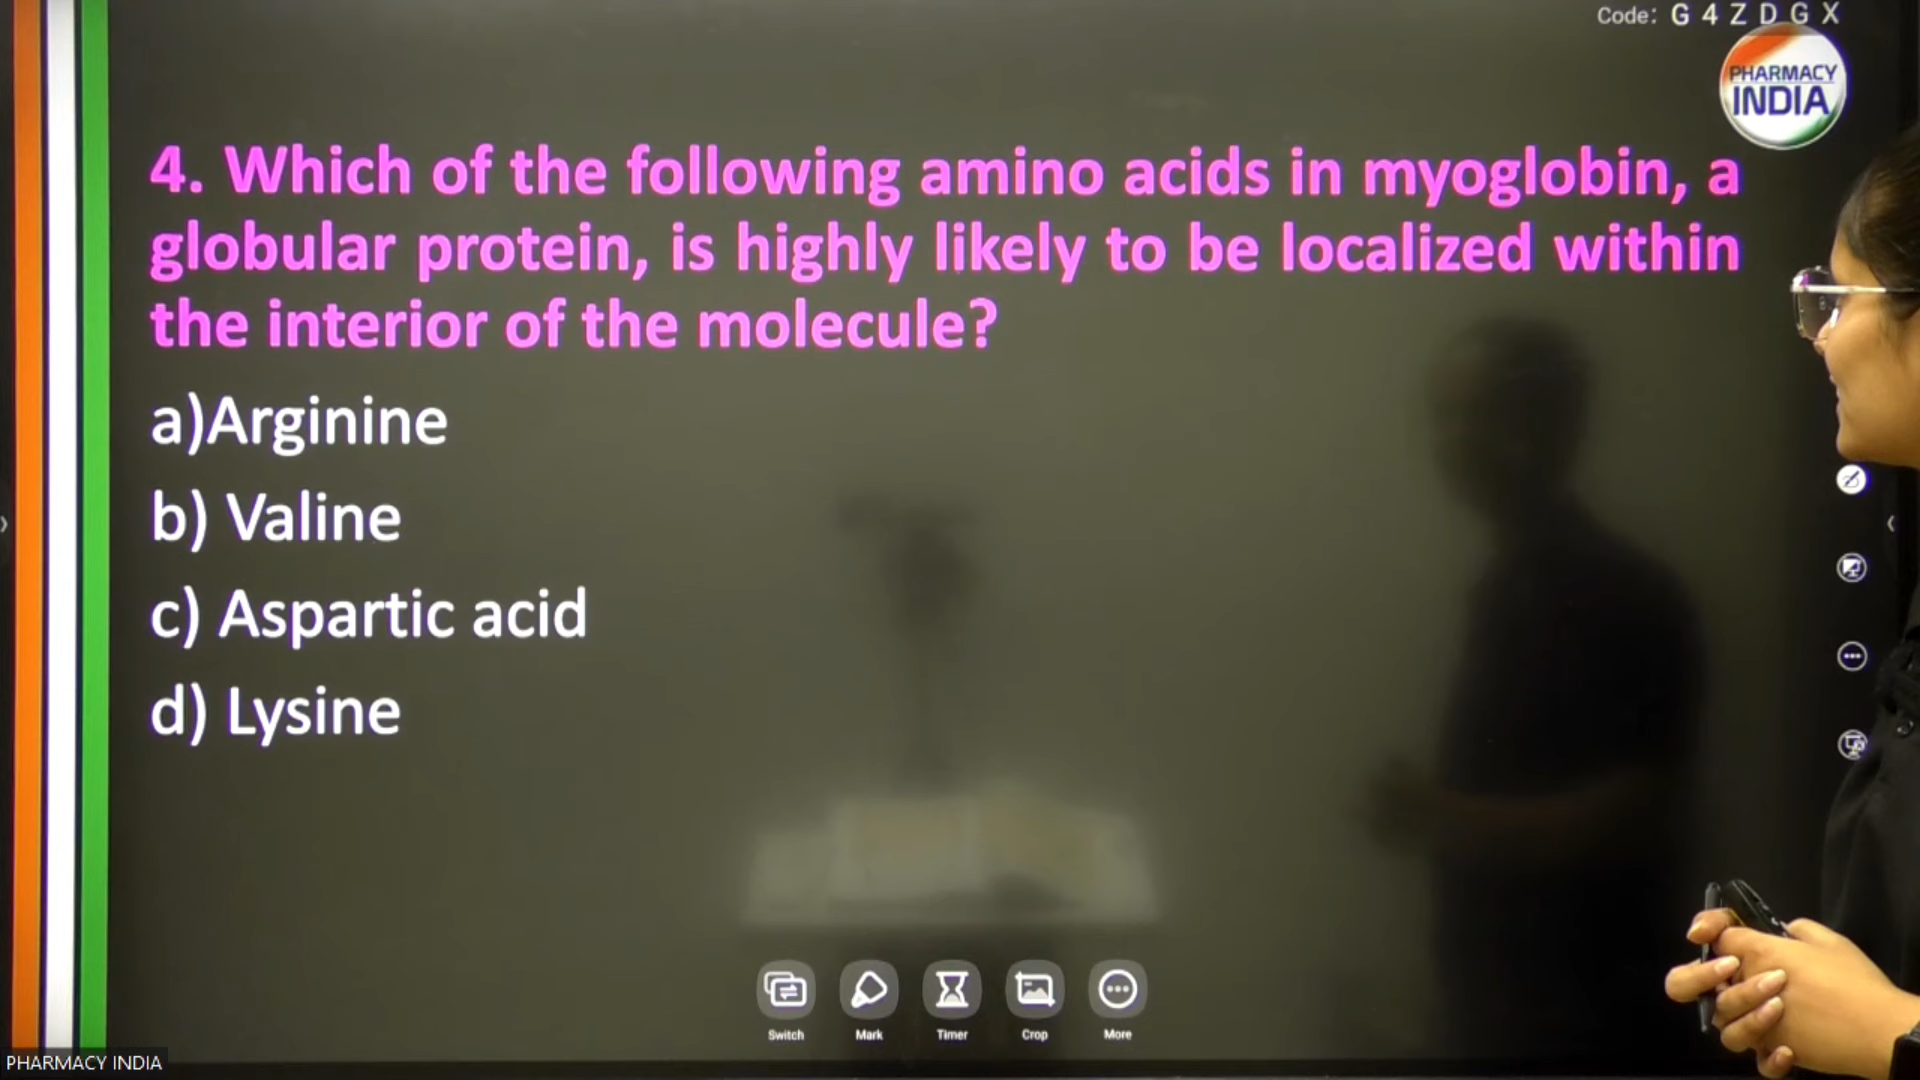 Code: G 4 Z D G X
PHARMACY
INDIA
4. Which of the following amino acids in myoglobin, a
globular protein, is highly likely to be localized within
the interior of the molecule?
a)Arginine
b) Valine
c) Aspartic acid
d) Lysine
Switch Mark Timer Crop More
PHARMACY INDIA